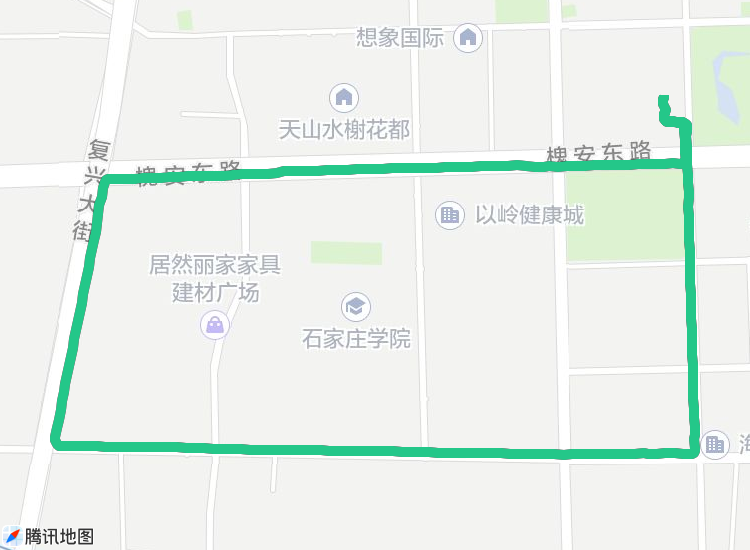 想象国际
天山水榭花都
槐安东路
槐安东路
复兴大街
以岭健康城
居然丽家家具
建材广场
石家庄学院
腾讯地图